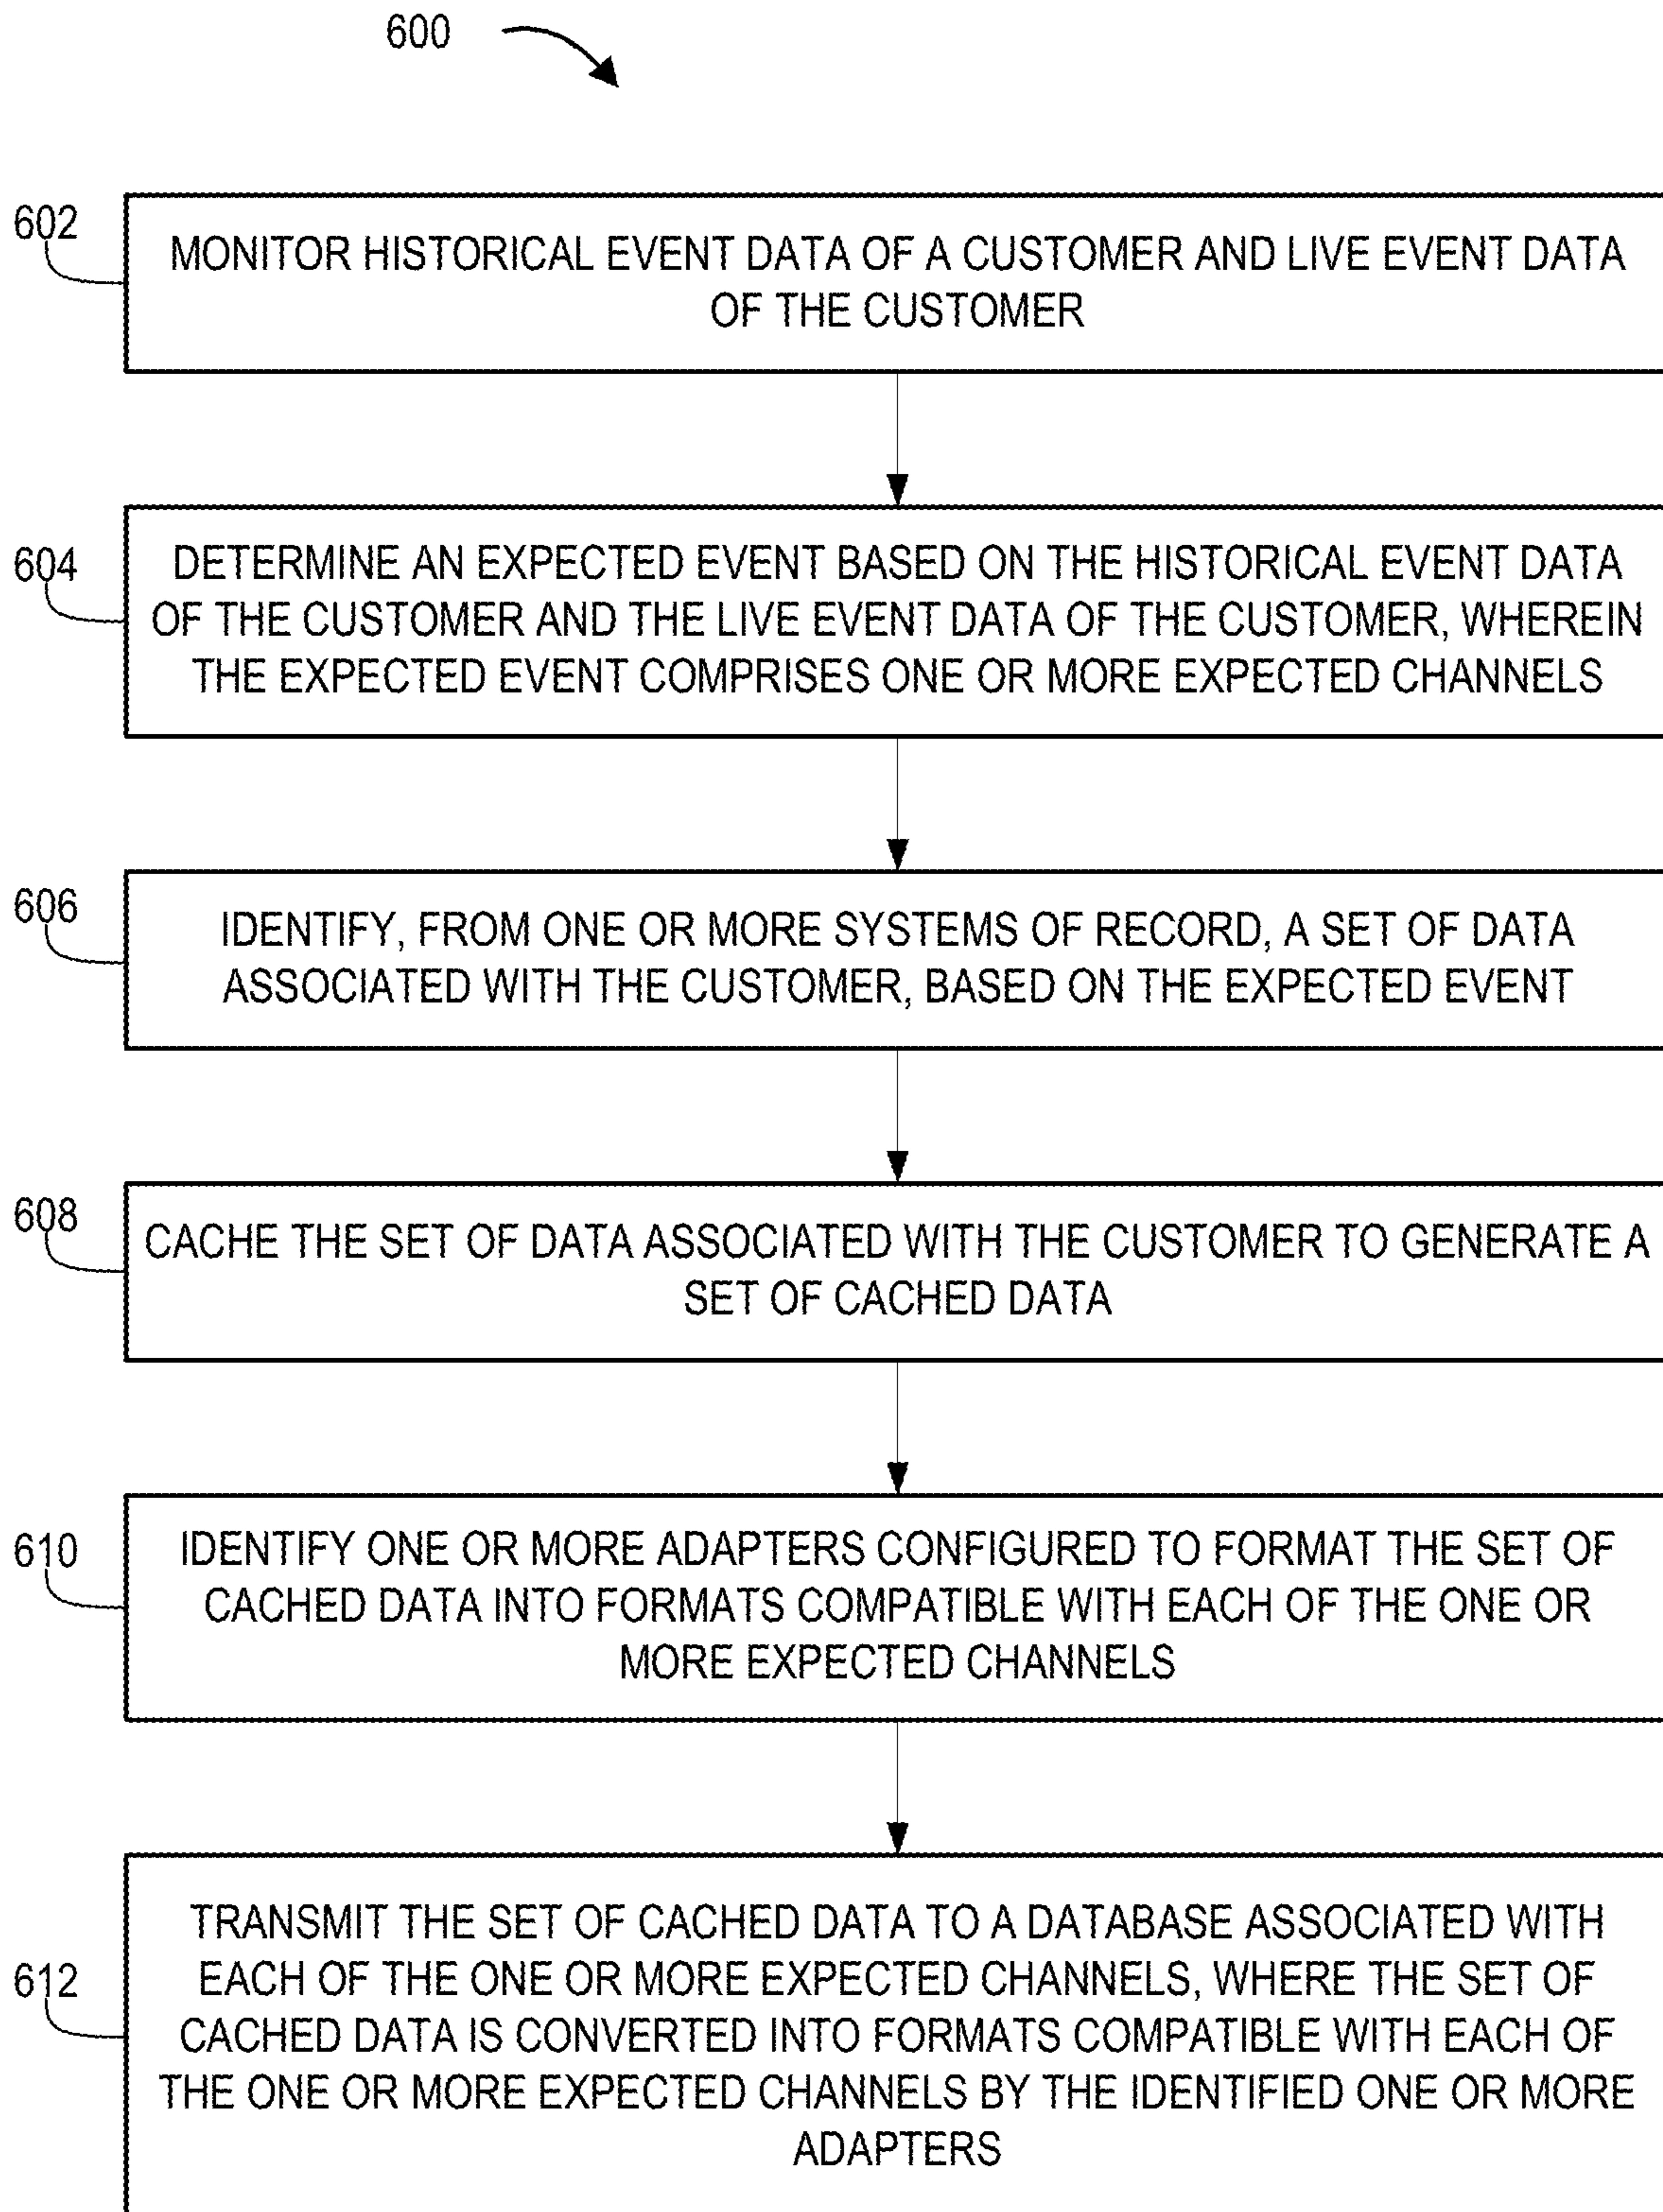 600
602
MONITOR HISTORICAL EVENT DATA OF A CUSTOMER AND LIVE EVENT DATA
OF THE CUSTOMER
604
DETERMINE AN EXPECTED EVENT BASED ON THE HISTORICAL EVENT DATA
OF THE CUSTOMER AND THE LIVE EVENT DATA OF THE CUSTOMER, WHEREIN
THE EXPECTED EVENT COMPRISES ONE OR MORE EXPECTED CHANNELS
606
IDENTIFY, FROM ONE OR MORE SYSTEMS OF RECORD, A SET OF DATA
ASSOCIATED WITH THE CUSTOMER, BASED ON THE EXPECTED EVENT
608
CACHE THE SET OF DATA ASSOCIATED WITH THE CUSTOMER TO GENERATE A
SET OF CACHED DATA
610
IDENTIFY ONE OR MORE ADAPTERS CONFIGURED TO FORMAT THE SET OF
CACHED DATA INTO FORMATS COMPATIBLE WITH EACH OF THE ONE OR
MORE EXPECTED CHANNELS
612
TRANSMIT THE SET OF CACHED DATA TO A DATABASE ASSOCIATED WITH
EACH OF THE ONE OR MORE EXPECTED CHANNELS, WHERE THE SET OF
CACHED DATA IS CONVERTED INTO FORMATS COMPATIBLE WITH EACH OF
THE ONE OR MORE EXPECTED CHANNELS BY THE IDENTIFIED ONE OR MORE
ADAPTERS